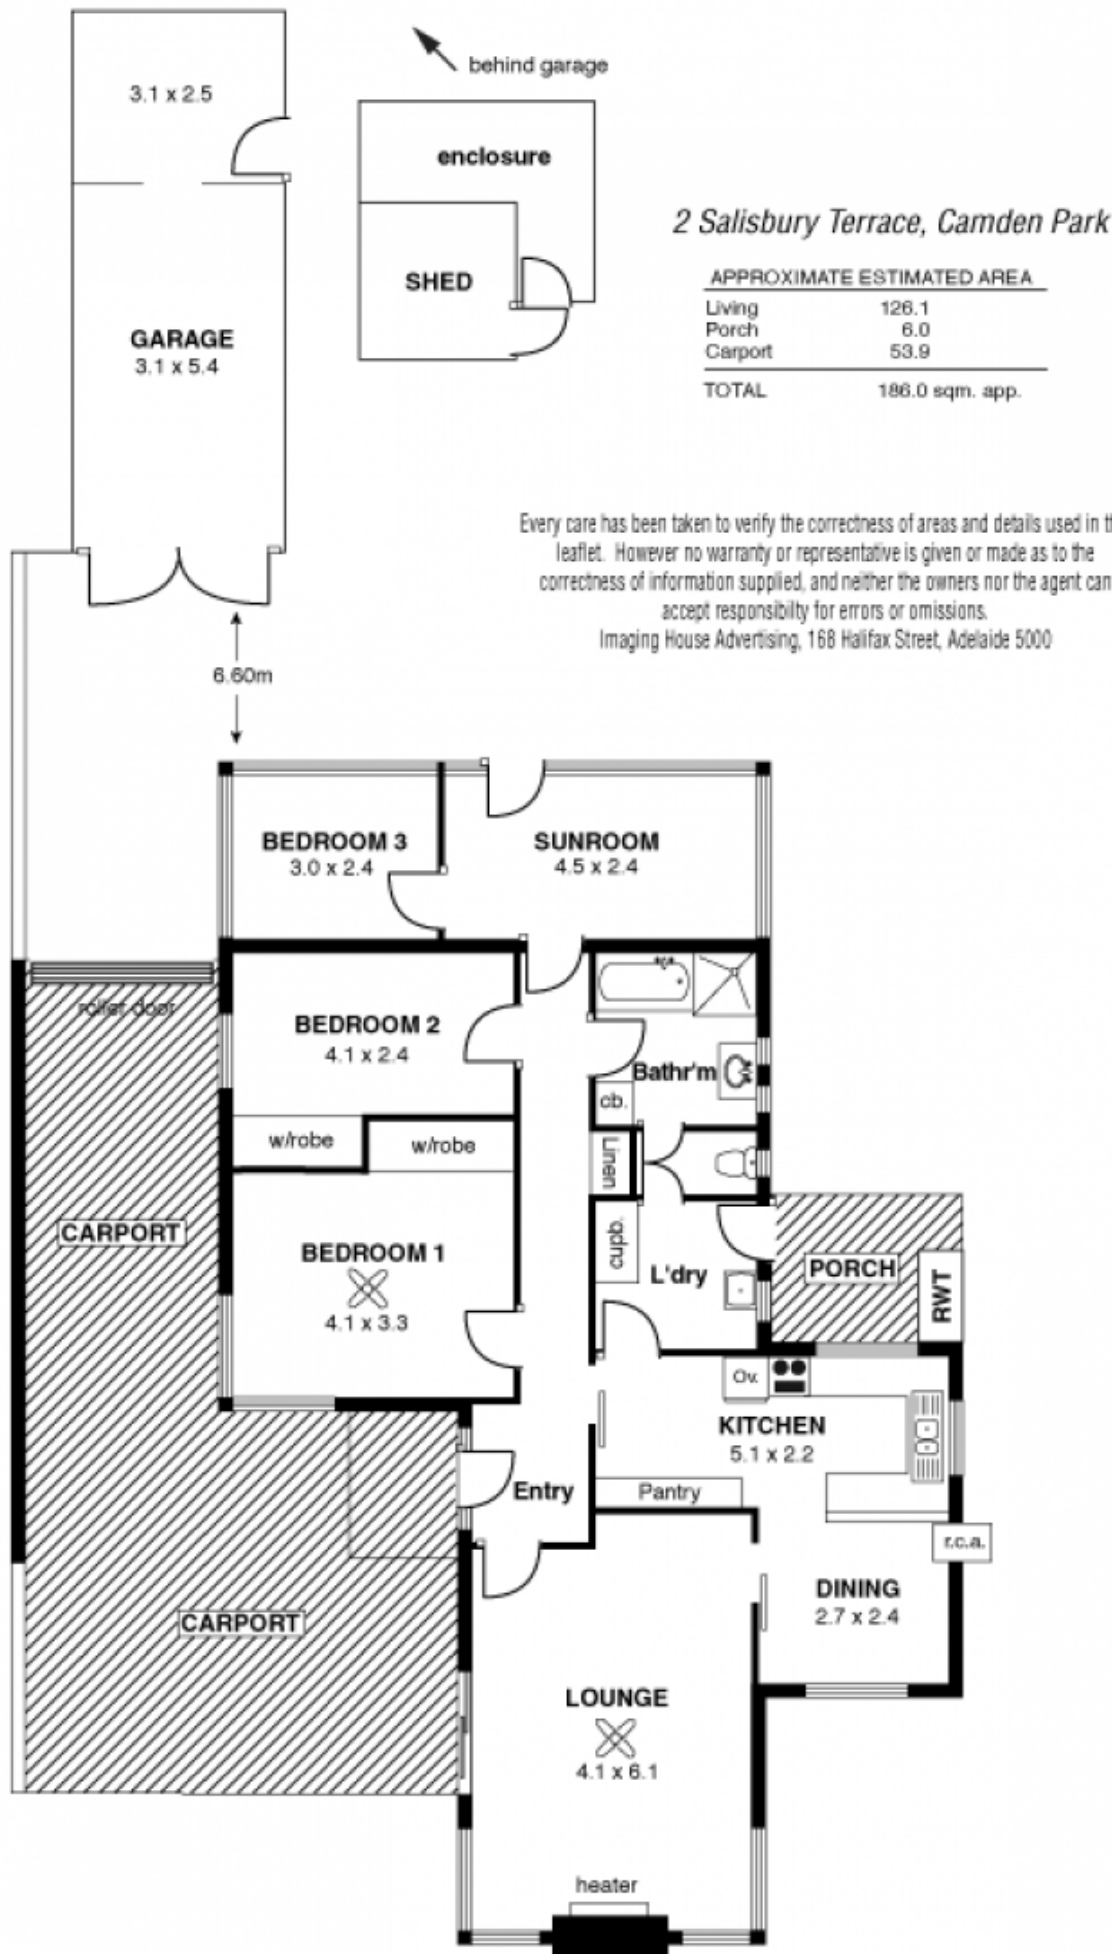 3.1 x 2.5
behind garage
enclosure
SHED
GARAGE
3.1 x 5.4
2 Salisbury Terrace, Camden Park
APPROXIMATE ESTIMATED AREA
Living 126.1
Porch 6.0
Carport 53.9
TOTAL 186.0 sqm. app.
Every care has been taken to verify the correctness of areas and details used in th
leaflet. However no warranty or representative is given or made as to the
correctness of information supplied, and neither the owners nor the agent can
accept responsibilty for errors or omissions.
Imaging House Advertising, 168 Halifax Street, Adelaide 5000
6.60m
BEDROOM 3
3.0 x 2.4
SUNROOM
4.5 x 2.4
roller door
BEDROOM 2
4.1 x 2.4
Bathr'm
cb.
w/robe
w/robe
Linen
CARPORT
BEDROOM 1
4.1 x 3.3
cupb.
L'dry
PORCH
RWT
Ov.
KITCHEN
5.1 x 2.2
Entry
Pantry
r.c.a.
DINING
2.7 x 2.4
CARPORT
LOUNGE
4.1 x 6.1
heater